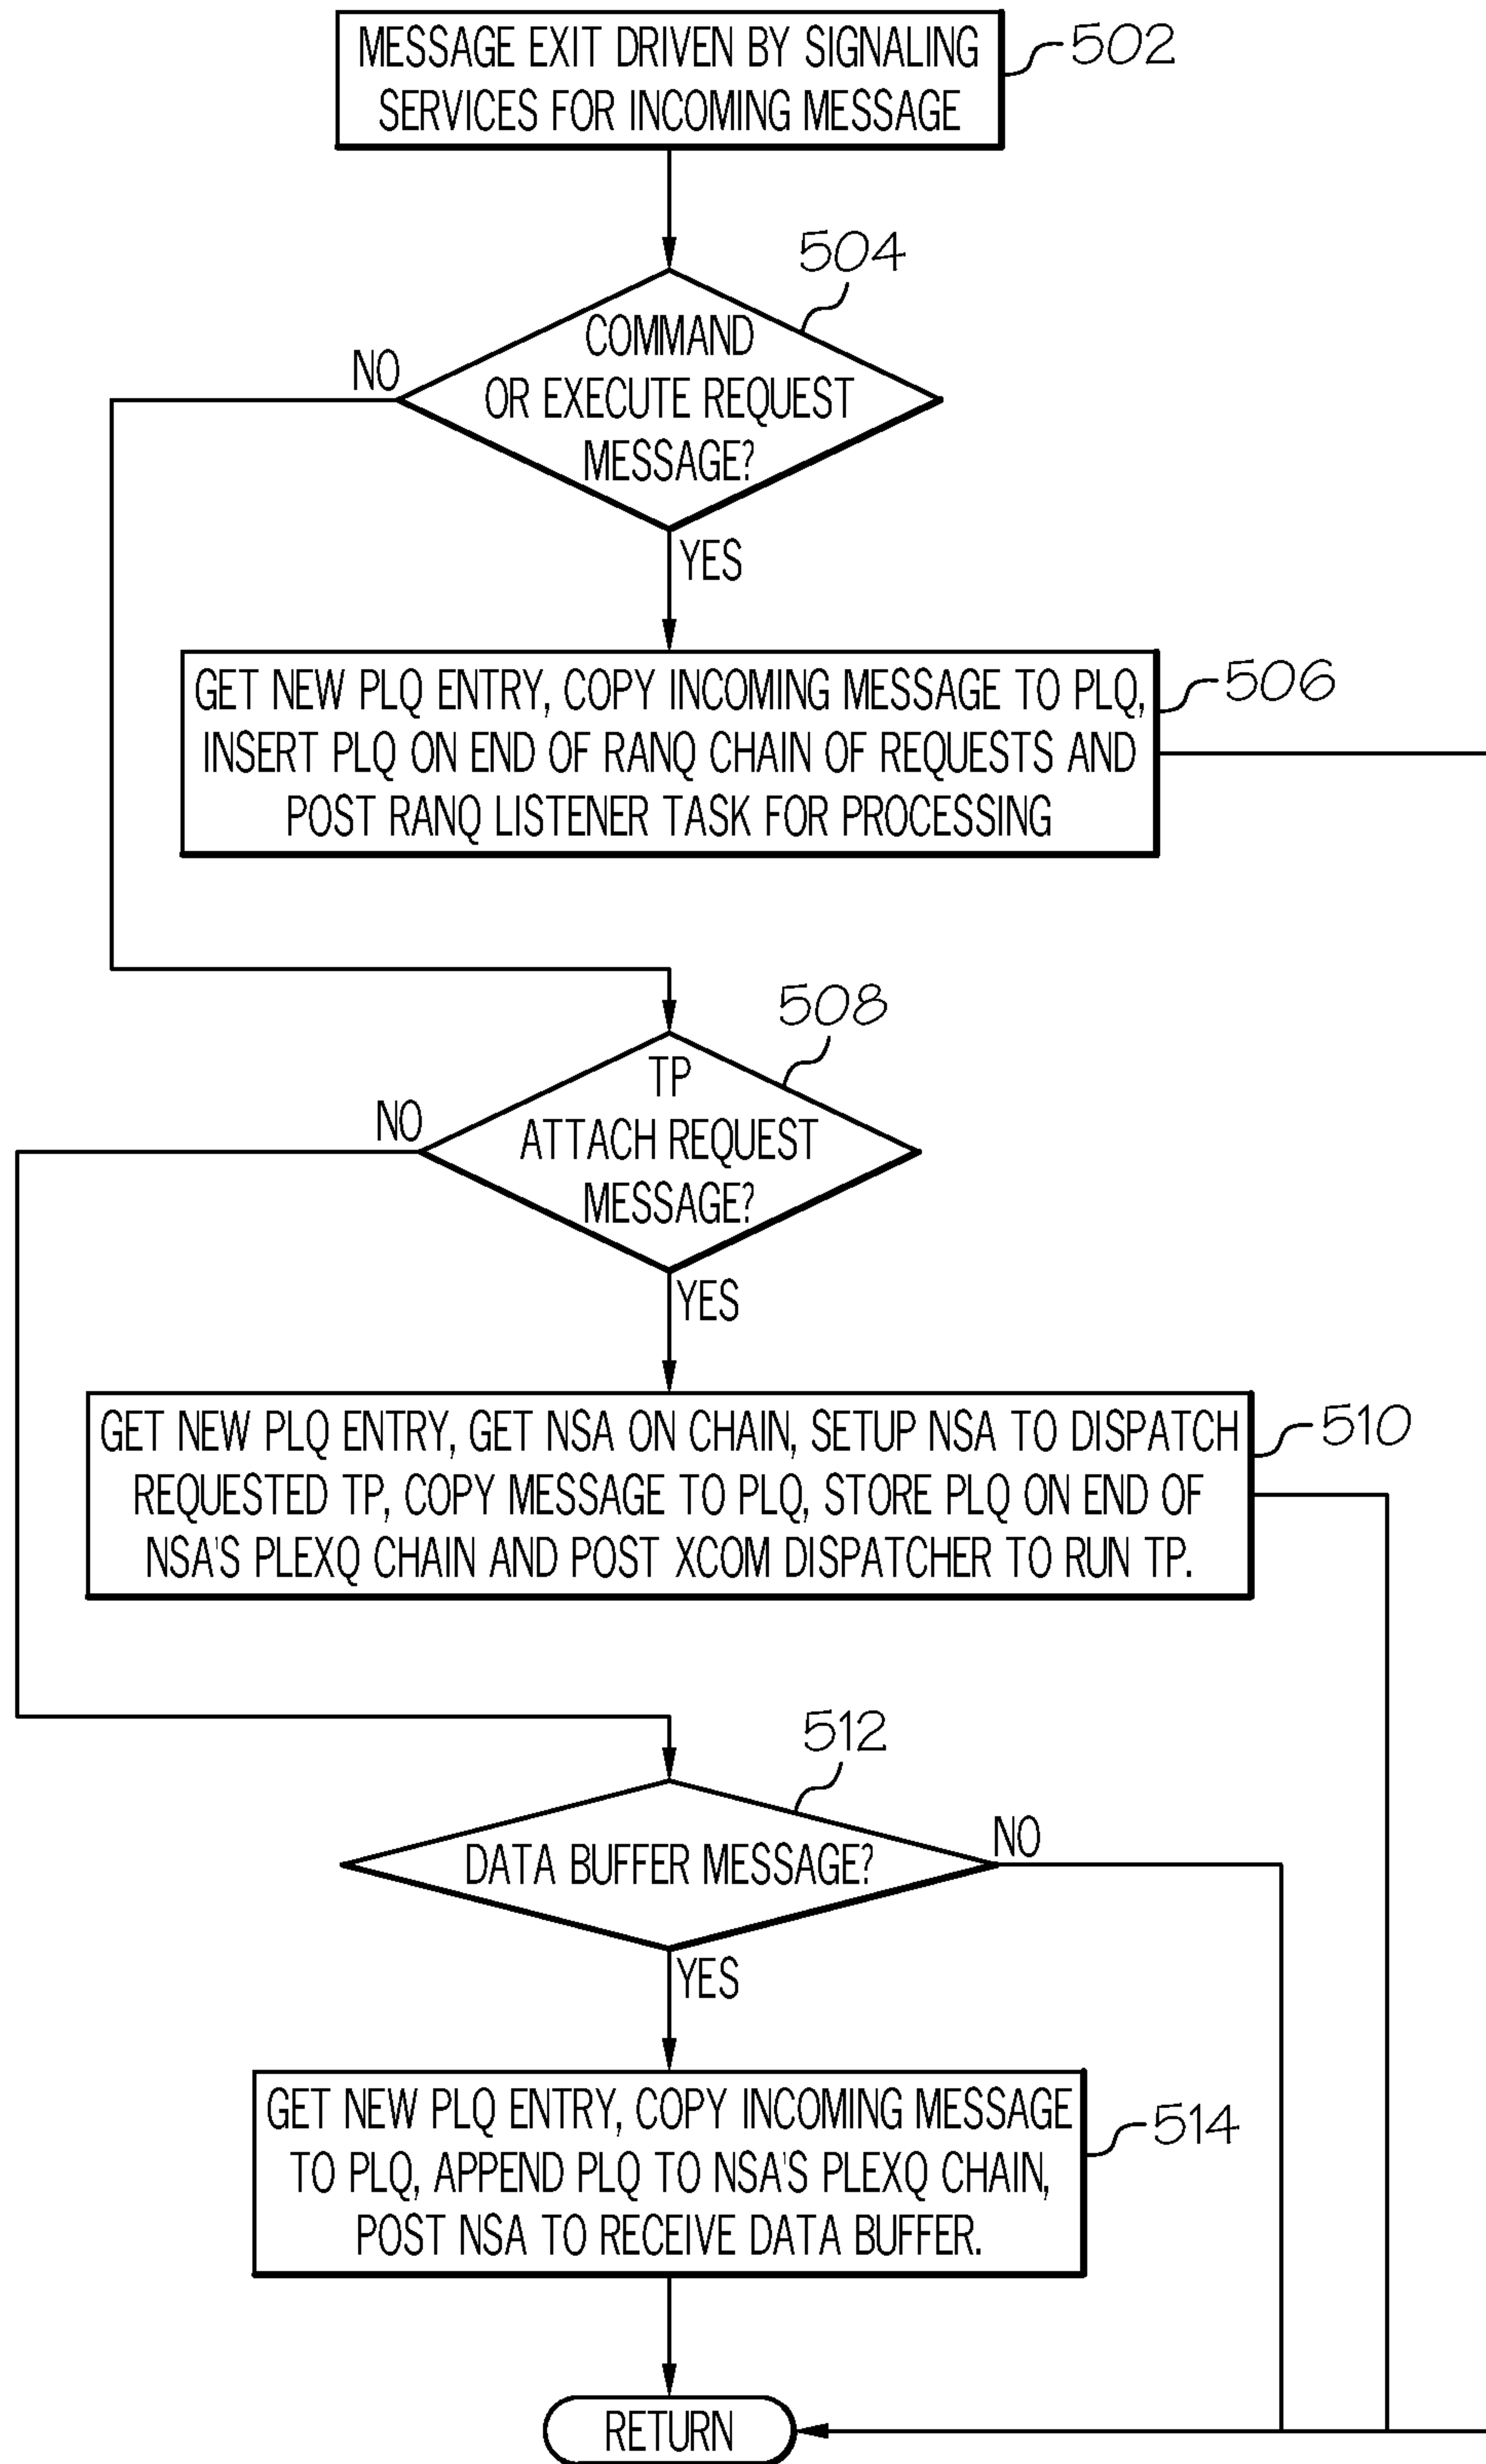 MESSAGE EXIT DRIVEN BY SIGNALING
SERVICES FOR INCOMING MESSAGE
502
504
COMMAND
OR EXECUTE REQUEST
MESSAGE?
NO
YES
GET NEW PLQ ENTRY, COPY INCOMING MESSAGE TO PLQ,
INSERT PLQ ON END OF RANQ CHAIN OF REQUESTS AND
POST RANQ LISTENER TASK FOR PROCESSING
506
508
TP
ATTACH REQUEST
MESSAGE?
NO
YES
GET NEW PLQ ENTRY, GET NSA ON CHAIN, SETUP NSA TO DISPATCH
REQUESTED TP, COPY MESSAGE TO PLQ, STORE PLQ ON END OF
NSA'S PLEXQ CHAIN AND POST XCOM DISPATCHER TO RUN TP.
510
512
DATA BUFFER MESSAGE?
NO
YES
GET NEW PLQ ENTRY, COPY INCOMING MESSAGE
TO PLQ, APPEND PLQ TO NSA'S PLEXQ CHAIN,
POST NSA TO RECEIVE DATA BUFFER.
514
RETURN